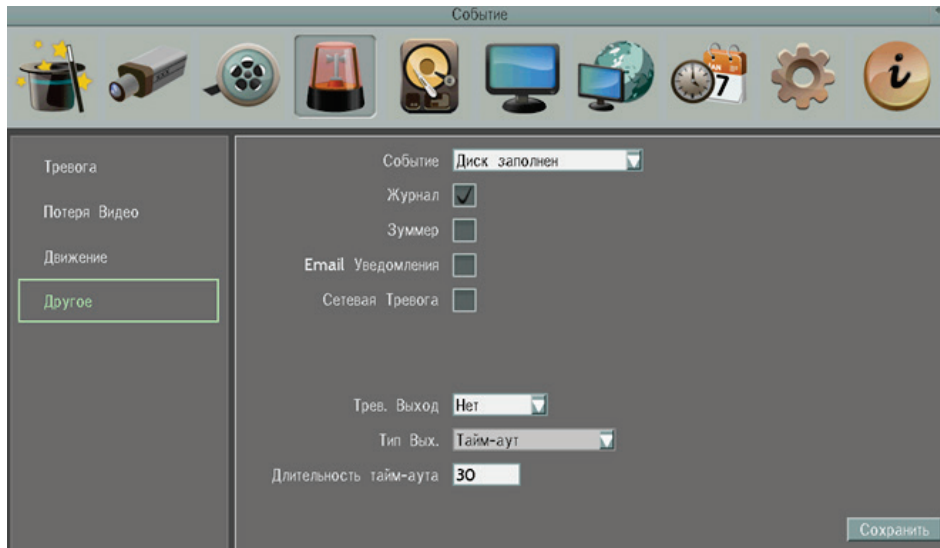 Событие
7
i
Тревога
Потеря Видео
Движение
Другое
Событие Диск заполнен
Журнал
Зуммер
Email Уведомления
Сетевая Тревога
Трев. Выход Нет
Тип Вых. Тайм-аут
Длительность тайм-аута 30
Сохранить